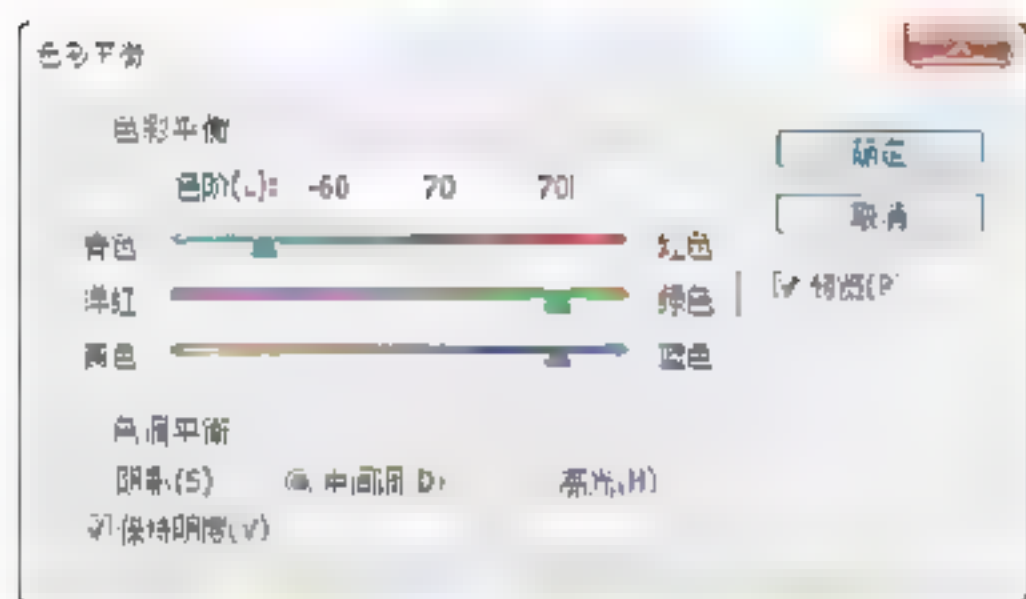 色彩平衡
色彩平衡
色阶(L): -60 70 70
确定
取消
青色 红色
洋红 绿色
预览(P)
黄色 蓝色
色调平衡
阴影(S) 中间调(D) 高光(H)
保持明度(V)